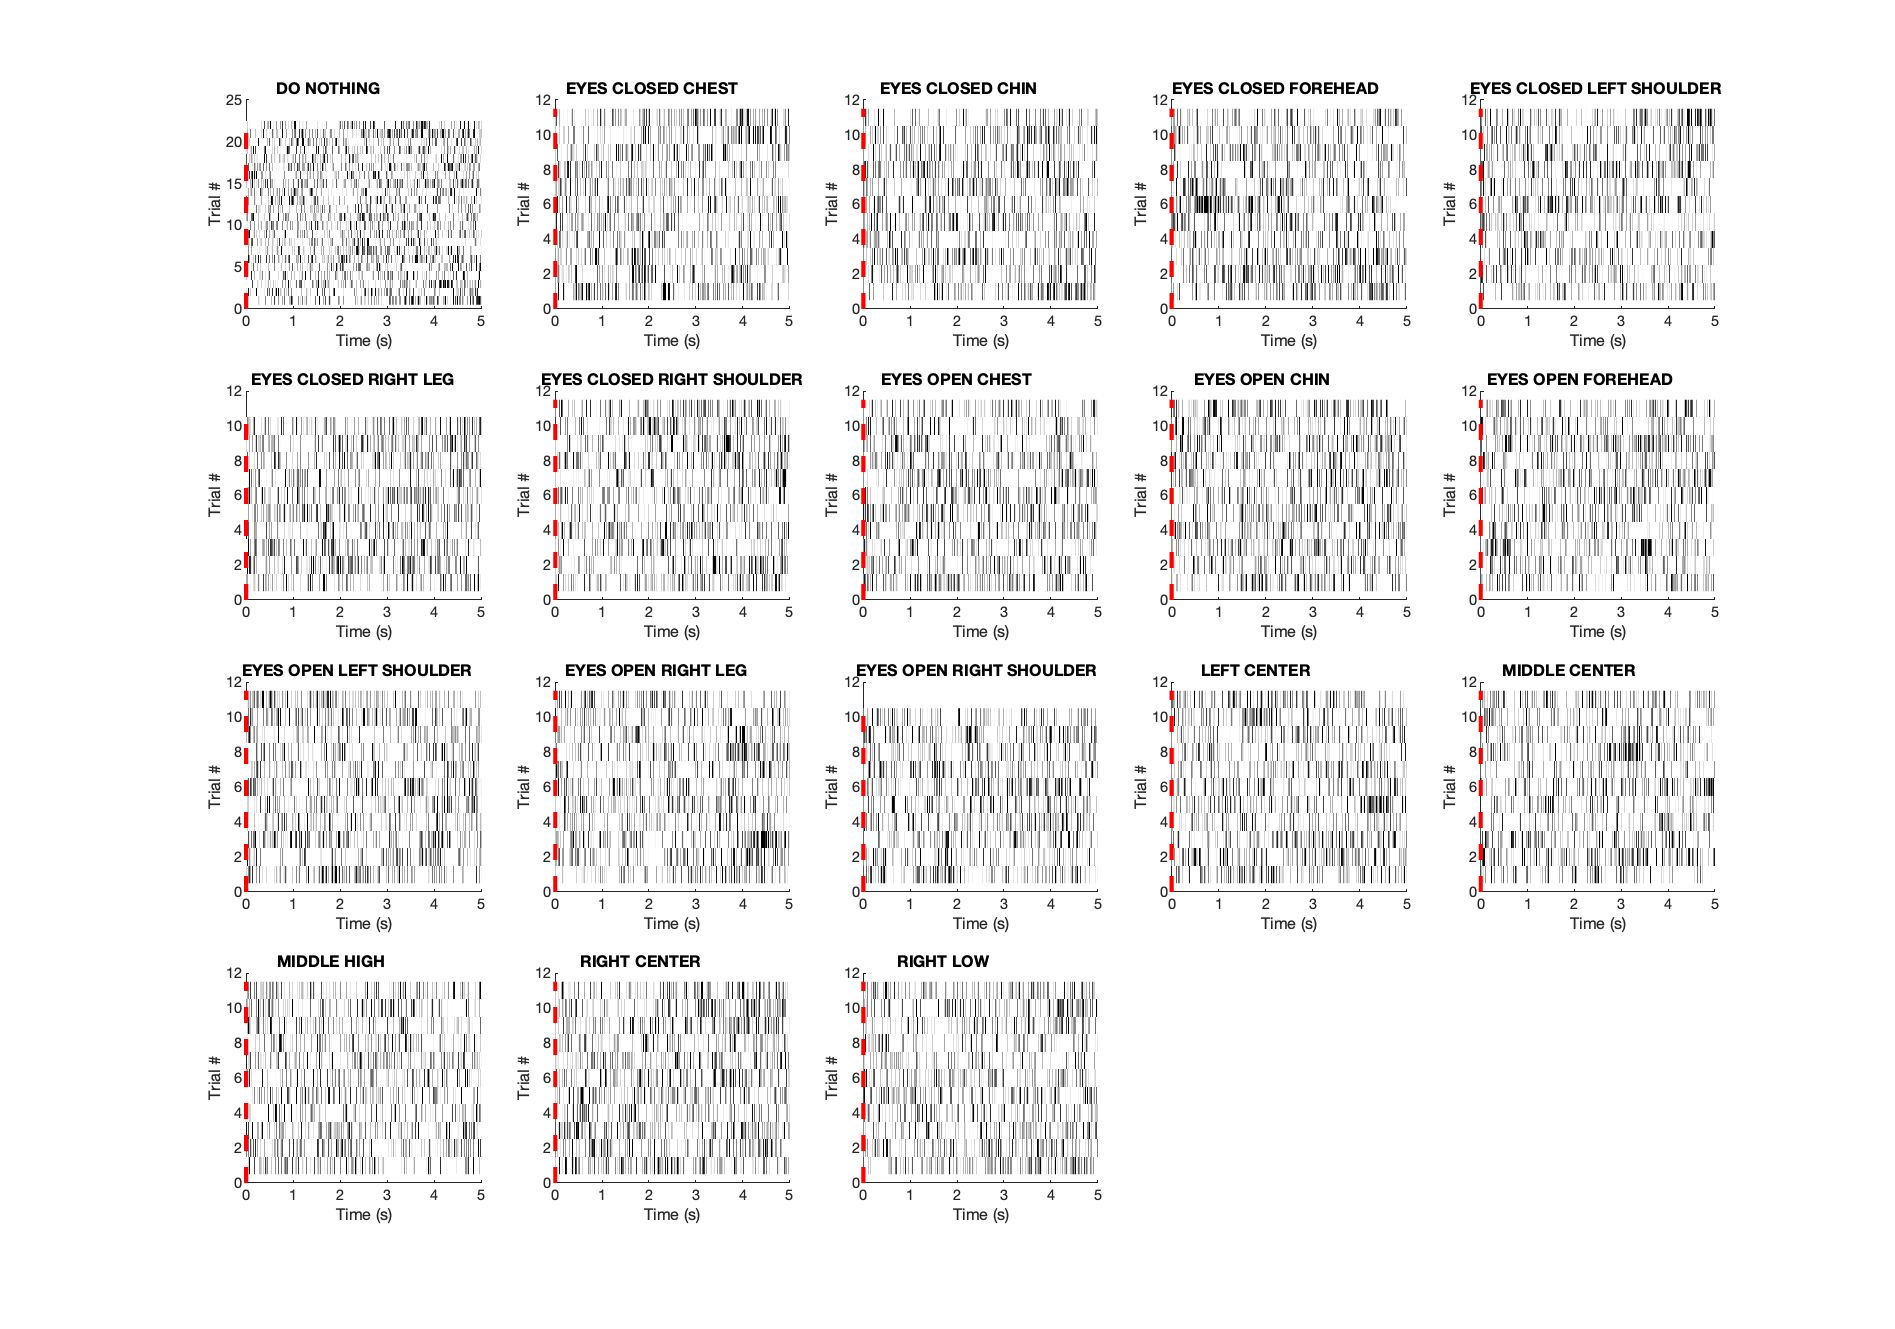 DO NOTHING
25
20
15
10
5
0
Trial #
0 1 2 3 4 5
Time (s)
EYES CLOSED CHEST
12
10
8
6
4
2
0
Trial #
0 1 2 3 4 5
Time (s)
EYES CLOSED CHIN
12
10
8
6
4
2
0
Trial #
0 1 2 3 4 5
Time (s)
EYES CLOSED FOREHEAD
12
10
8
6
4
2
0
Trial #
0 1 2 3 4 5
Time (s)
EYES CLOSED LEFT SHOULDER
12
10
8
6
4
2
0
Trial #
0 1 2 3 4 5
Time (s)
EYES CLOSED RIGHT LEG
12
10
8
6
4
2
0
Trial #
0 1 2 3 4 5
Time (s)
EYES CLOSED RIGHT SHOULDER
12
10
8
6
4
2
0
Trial #
0 1 2 3 4 5
Time (s)
EYES OPEN CHEST
12
10
8
6
4
2
0
Trial #
0 1 2 3 4 5
Time (s)
EYES OPEN CHIN
12
10
8
6
4
2
0
Trial #
0 1 2 3 4 5
Time (s)
EYES OPEN FOREHEAD
12
10
8
6
4
2
0
Trial #
0 1 2 3 4 5
Time (s)
EYES OPEN LEFT SHOULDER
12
10
8
6
4
2
0
Trial #
0 1 2 3 4 5
Time (s)
EYES OPEN RIGHT LEG
12
10
8
6
4
2
0
Trial #
0 1 2 3 4 5
Time (s)
EYES OPEN RIGHT SHOULDER
12
10
8
6
4
2
0
Trial #
0 1 2 3 4 5
Time (s)
LEFT CENTER
12
10
8
6
4
2
0
Trial #
0 1 2 3 4 5
Time (s)
MIDDLE CENTER
12
10
8
6
4
2
0
Trial #
0 1 2 3 4 5
Time (s)
MIDDLE HIGH
12
10
8
6
4
2
0
Trial #
0 1 2 3 4 5
Time (s)
RIGHT CENTER
12
10
8
6
4
2
0
Trial #
0 1 2 3 4 5
Time (s)
RIGHT LOW
12
10
8
6
4
2
0
Trial #
0 1 2 3 4 5
Time (s)